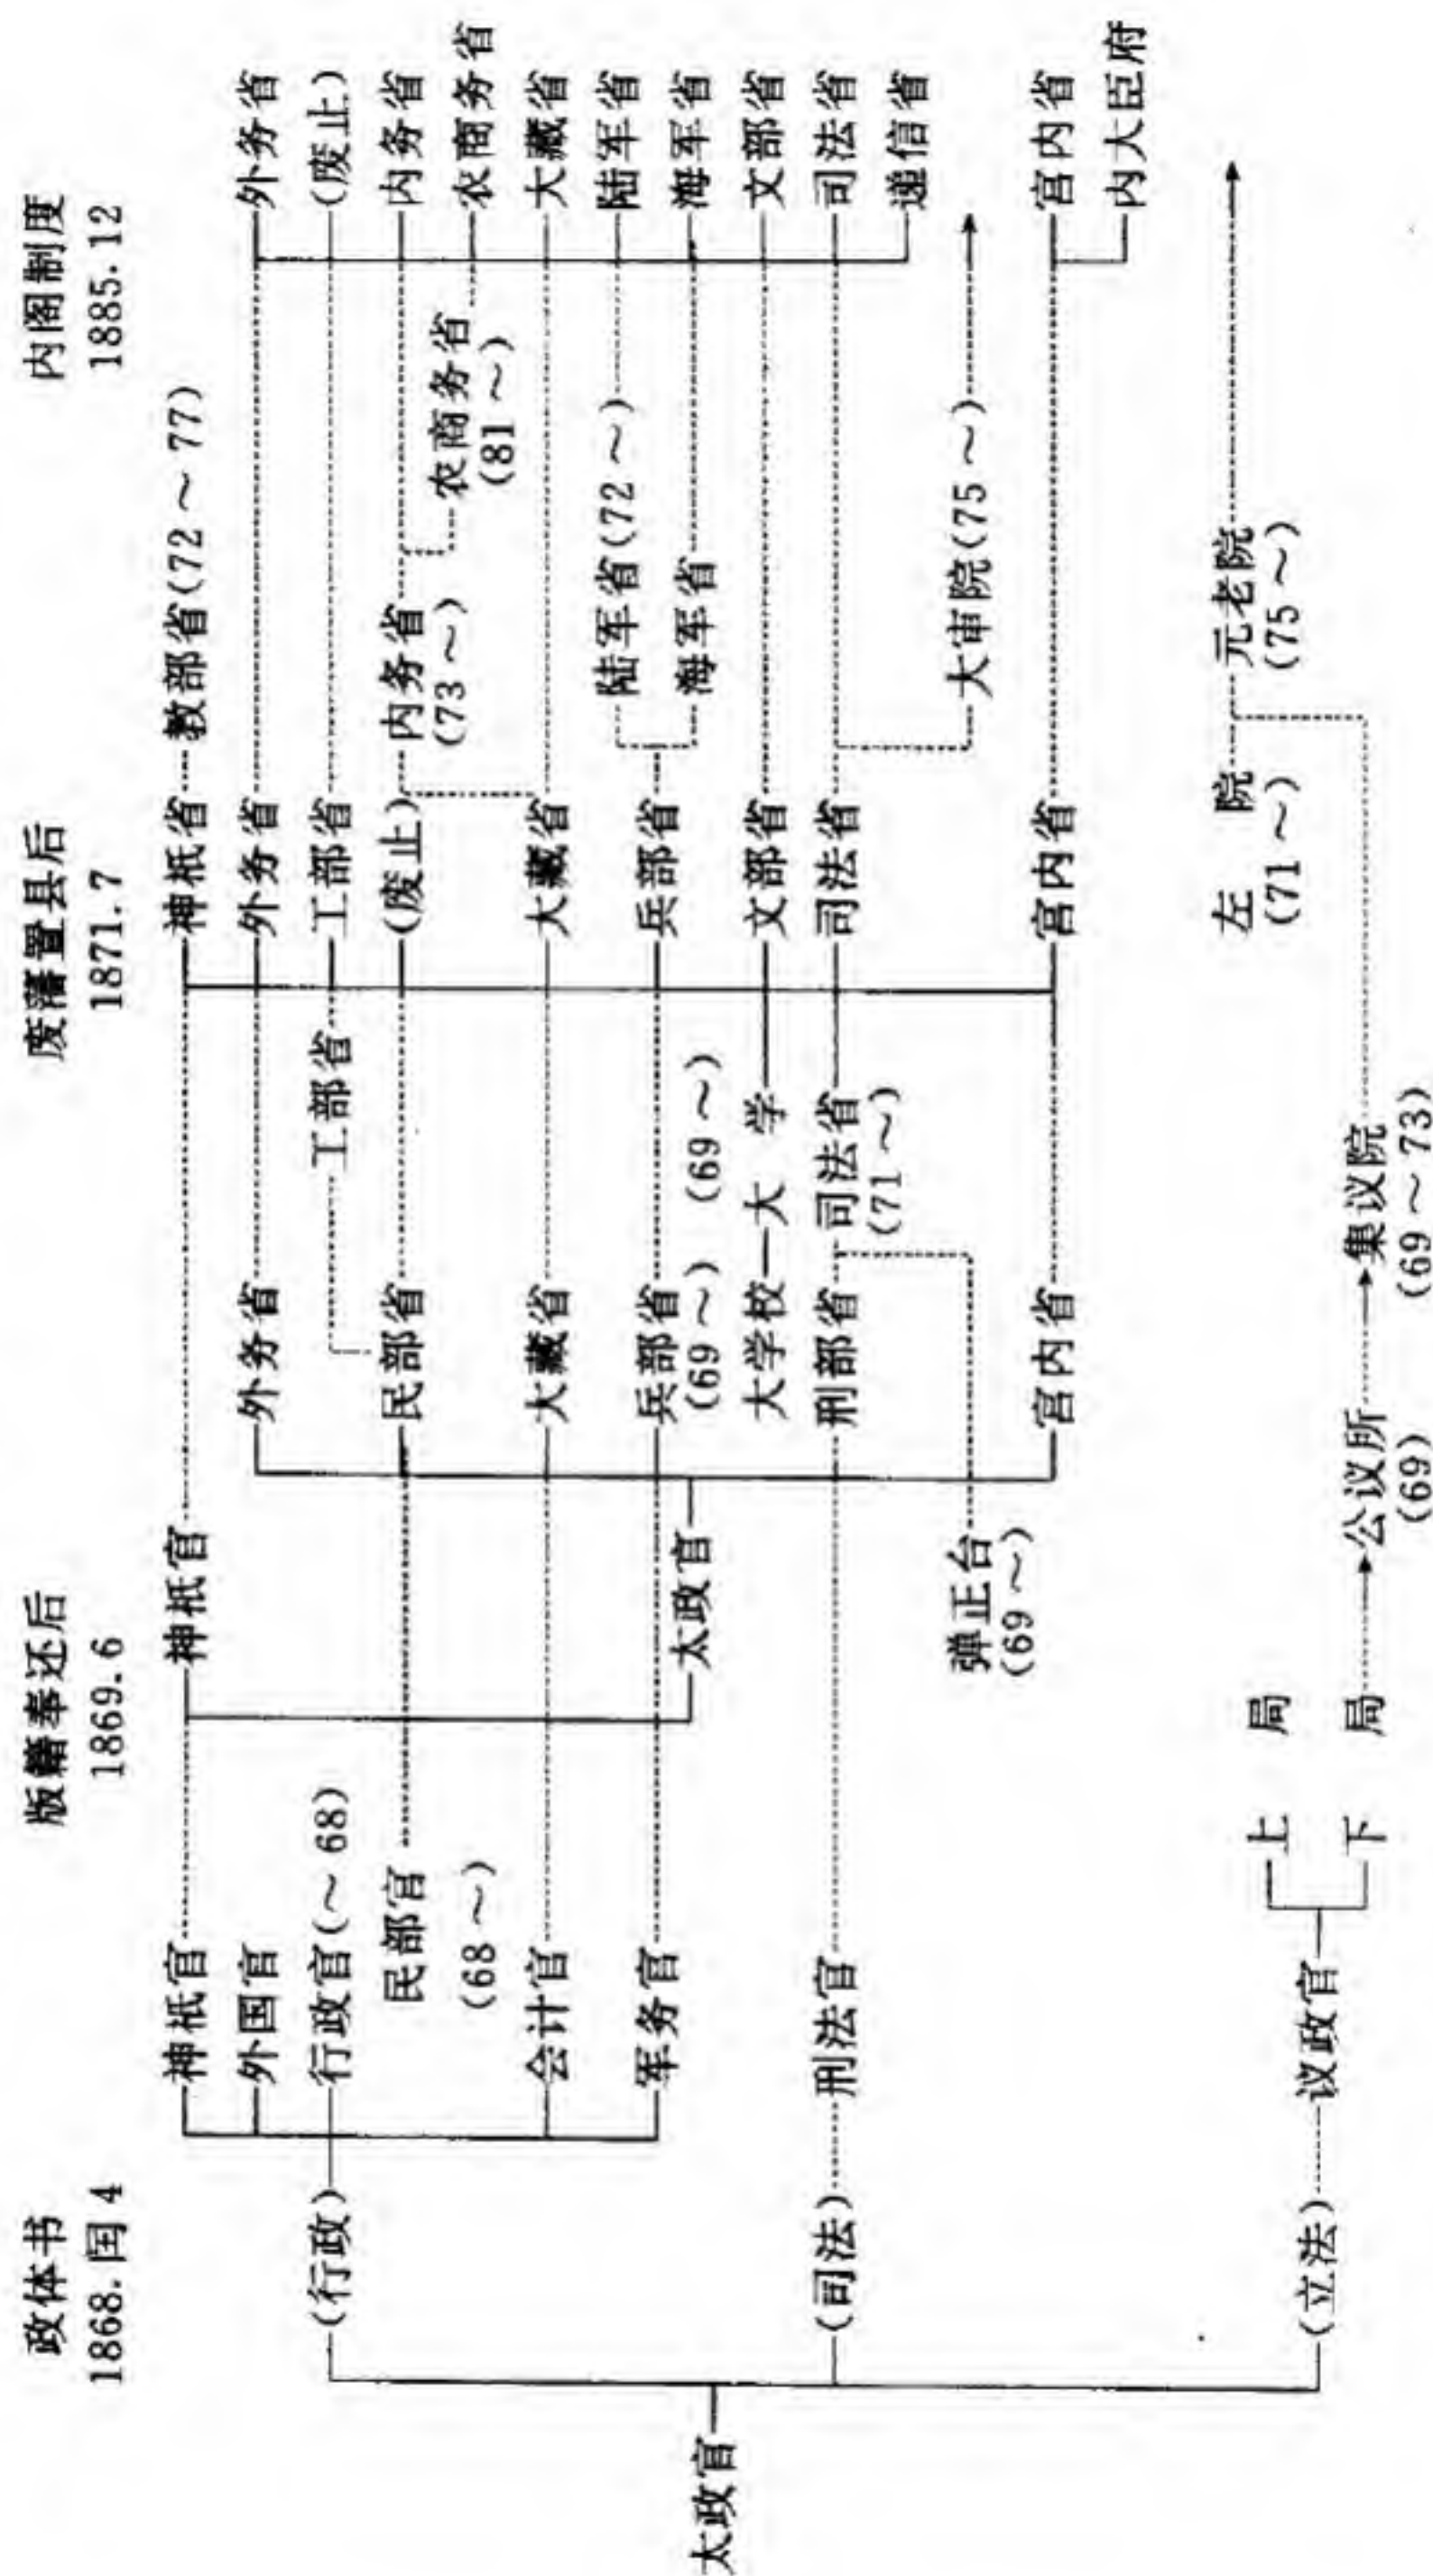 政体书
1868.闰4
版籍奉还后
1869.6
废藩置县后
1871.7
内阁制度
1885.12
太政官
(行政)
(司法)
(立法)
神祇官
外国官
行政官(～68)
民部官
(68～)
会计官
军务官
刑法官
议政官
上局
下局
神祇官
太政官
弹正台
(69～)
公议所
(69)
集议院
(69～73)
外务省
民部省
工部省
大藏省
兵部省
(69～)
(69～)
大学校—大学
刑部省
司法省
(71～)
宫内省
神祇省
教部省(72～77)
外务省
工部省
(废止)
内务省
(73～)
农商务省
(81～)
大藏省
兵部省
陆军省(72～)
海军省
文部省
司法省
大审院(75～)
宫内省
左院
(71～)
元老院
(75～)
外务省
(废止)
内务省
农商务省
大藏省
陆军省
海军省
文部省
司法省
递信省
宫内省
内大臣府